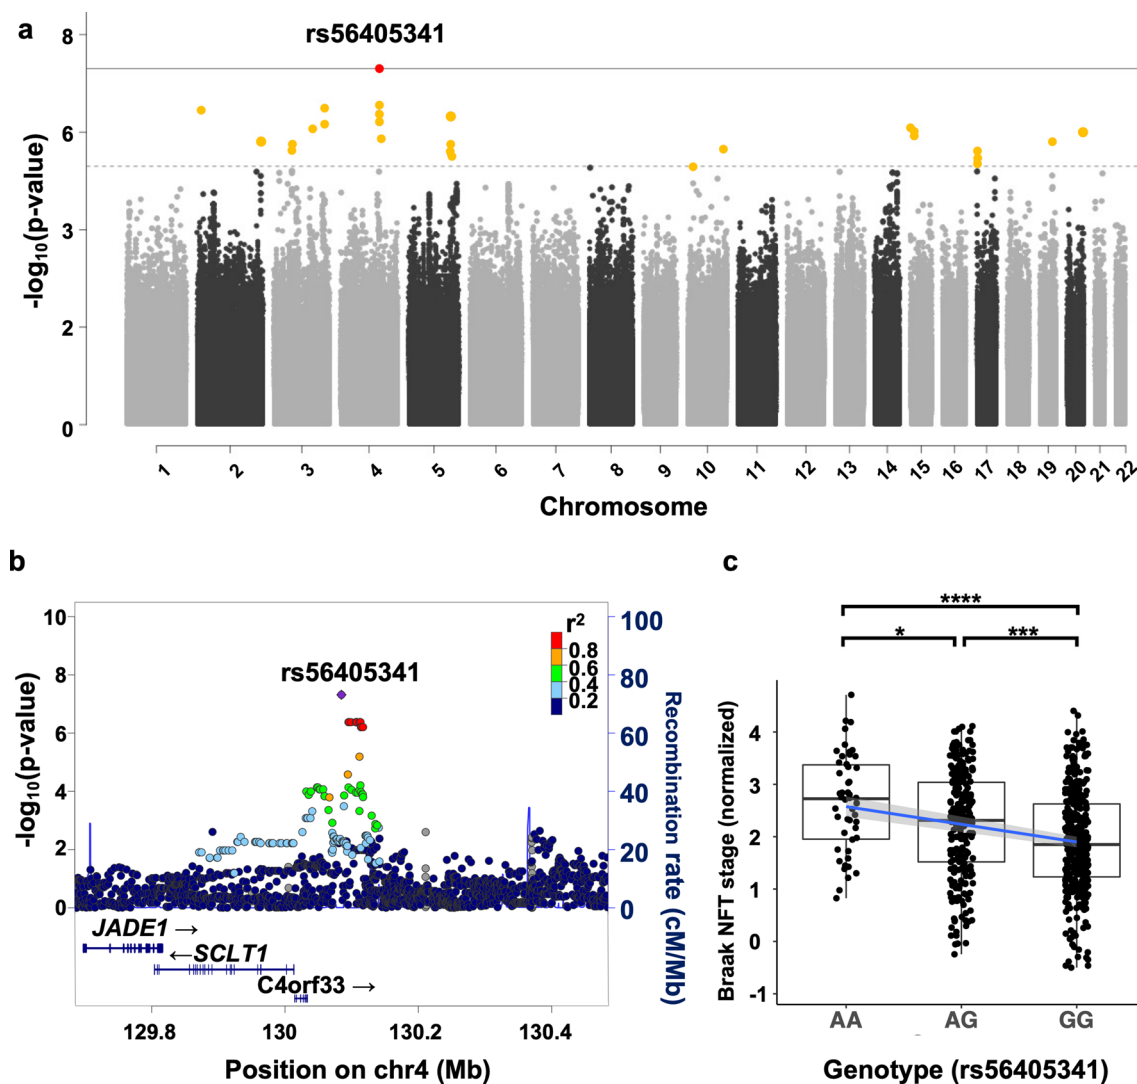 a
rs56405341
8
6
3
2
0
-log10(p-value)
1 2 3 4 5 6 7 8 9 10 11 12 13 14 15 16 17 18 19 20 21 22
Chromosome
b
10
8
6
4
2
0
-log10(p-value)
rs56405341
r2
0.8
0.6
0.4
0.2
100
80
60
40
20
0
Recombination rate (cM/Mb)
JADE1 →
←SCLT1
C4orf33 →
129.8 130 130.2 130.4
Position on chr4 (Mb)
c
****
* ***
4
3
2
1
0
-1
Braak NFT stage (normalized)
AA AG GG
Genotype (rs56405341)